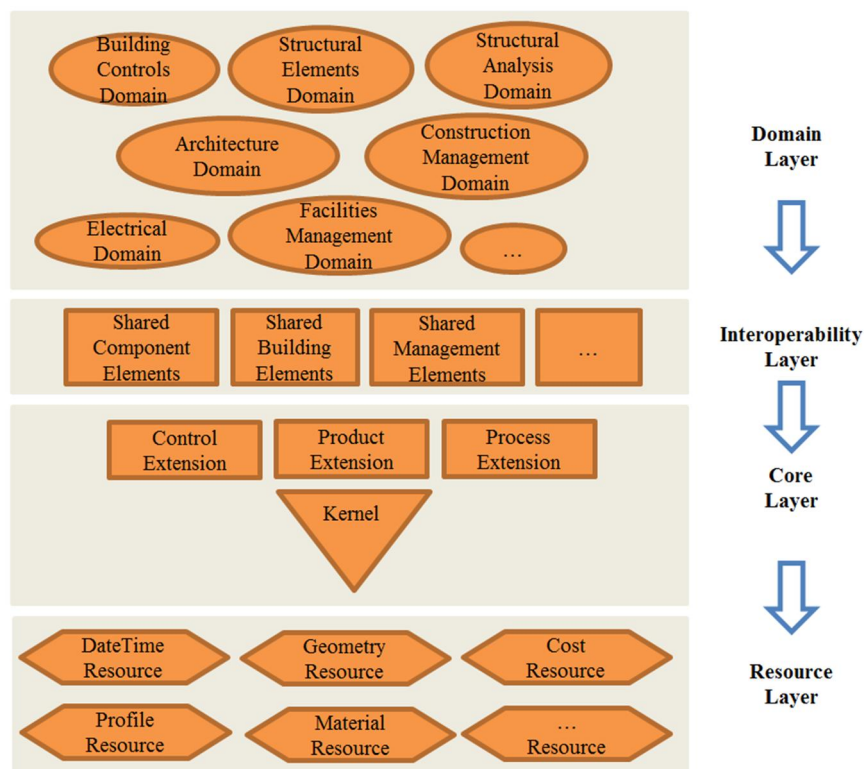 Building
Controls
Domain
Structural
Elements
Domain
Structural
Analysis
Domain
Architecture
Domain
Construction
Management
Domain
Electrical
Domain
Facilities
Management
Domain
…
Domain
Layer
Shared
Component
Elements
Shared
Building
Elements
Shared
Management
Elements
…
Interoperability
Layer
Control
Extension
Product
Extension
Process
Extension
Kernel
Core
Layer
DateTime
Resource
Geometry
Resource
Cost
Resource
Profile
Resource
Material
Resource
…
Resource
Resource
Layer